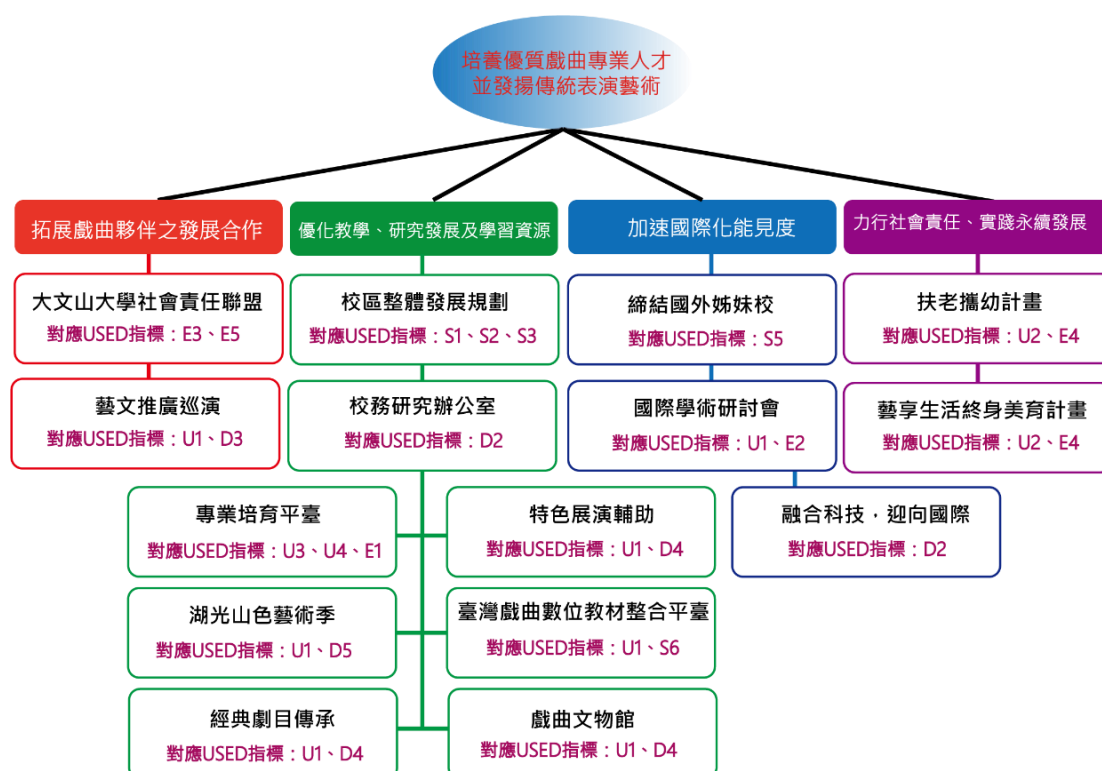 培養優質戲曲專業人才
並發揚傳統表演藝術
拓展戲曲夥伴之發展合作
大文山大學社會責任聯盟
對應USED指標：E3、E5
藝文推廣巡演
對應USED指標：U1、D3
優化教學、研究發展及學習資源
校區整體發展規劃
對應USED指標：S1、S2、S3
校務研究辦公室
對應USED指標：D2
專業培育平臺
對應USED指標：U3、U4、E1
特色展演輔助
對應USED指標：U1、D4
湖光山色藝術季
對應USED指標：U1、D5
臺灣戲曲數位教材整合平臺
對應USED指標：U1、S6
經典劇目傳承
對應USED指標：U1、D4
戲曲文物館
對應USED指標：U1、D4
加速國際化能見度
締結國外姊妹校
對應USED指標：S5
國際學術研討會
對應USED指標：U1、E2
融合科技，迎向國際
對應USED指標：D2
力行社會責任、實踐永續發展
扶老攜幼計畫
對應USED指標：U2、E4
藝享生活終身美育計畫
對應USED指標：U2、E4